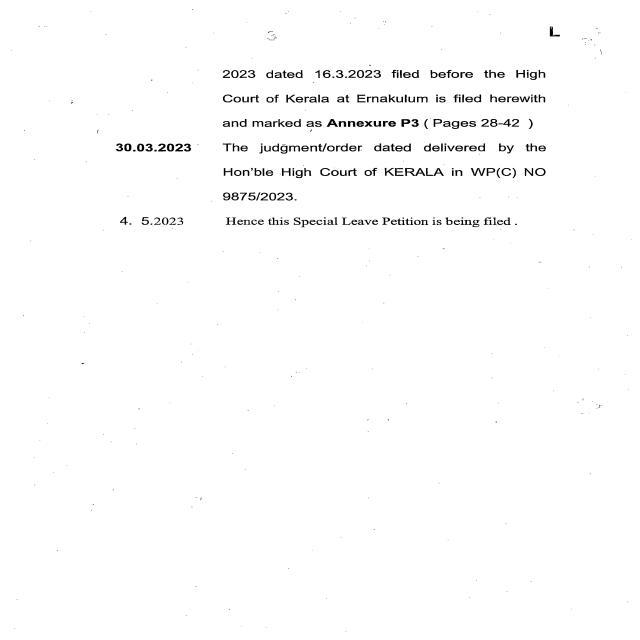 3 L
2023 dated 16.3.2023 filed before the High
Court of Kerala at Ernakulum is filed herewith
and marked as Annexure P3 ( Pages 28-42 )
30.03.2023 The judgment/order dated delivered by the
Hon'ble High Court of KERALA in WP(C) NO
9875/2023.
4. 5.2023 Hence this Special Leave Petition is being filed .